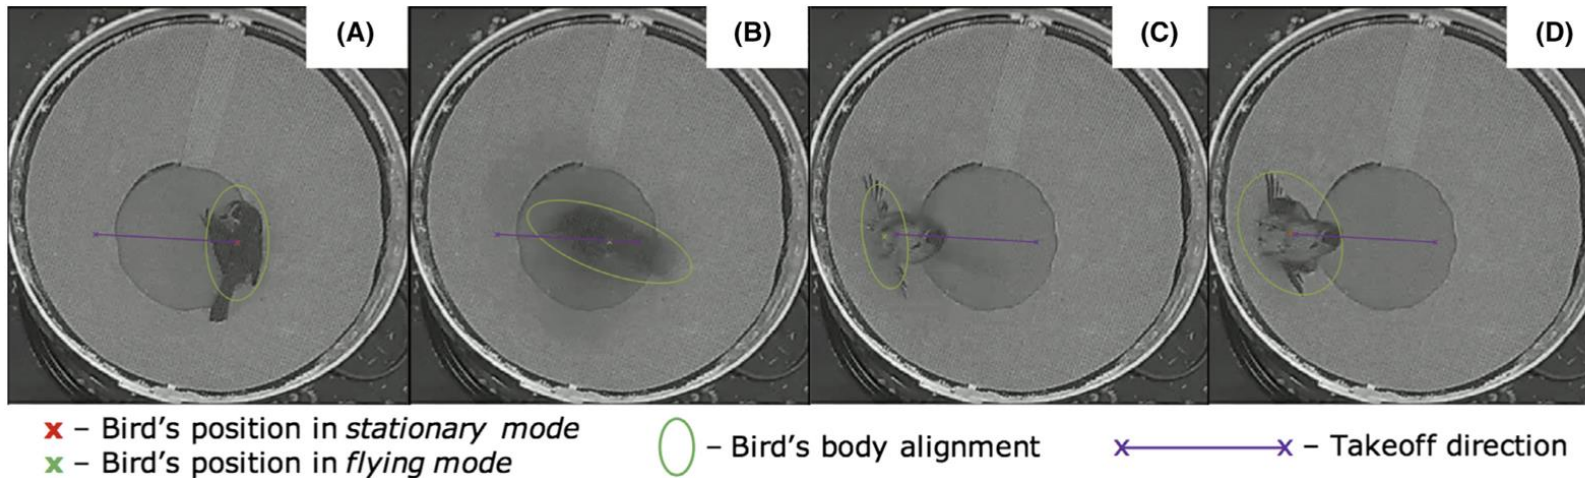 (A)
(B)
(C)
(D)
x – Bird's position in stationary mode
x – Bird's position in flying mode
– Bird's body alignment
x x – Takeoff direction